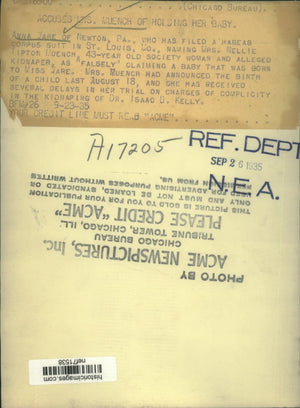 (CHICAGO BUREAU).
ACCUSES MRS. MUENCH OF HOLDING HER BABY.
ANNA WARE OF NEWTON, PA., WHO HAS FILED A HABEAS
CORPUS SUIT IN ST. LOUIS, CO., NAMING MRS. NELLIE
TIPTON MUENCH, 43-YEAR OLD SOCIETY WOMAN AND ALLEGED
KIDNAPER, AS "FALSELY" CLAIMING A BABY THAT WAS BORN
TO MISS WARE. MRS. MUENCH HAD ANNOUNCED THE BIRTH
OF A CHILD LAST AUGUST 18, AND SHE HAS RECEIVED
SEVERAL DELAYS IN HER TRIAL ON CHARGES OF COMPLICITY
IN THE KIDNAPING OF DR. ISAAC D. KELLY.
9-23-35
YOUR CREDIT LINE MUST READ "ACME".
A17205
REF. DEPT
SEP 26 1935
N. E. A.
PHOTO BY
ACME NEWSPICTURES, Inc.
CHICAGO BUREAU
TRIBUNE TOWER, CHICAGO, ILL.
PLEASE CREDIT "ACME"
THIS PICTURE IS SOLD TO YOU FOR YOUR PUBLICATION
ONLY AND MUST NOT BE LOANED, SYNDICATED OR
USED FOR ADVERTISING PURPOSES WITHOUT WRITTEN
PERMISSION FROM US.
historicimages.com
nef71538